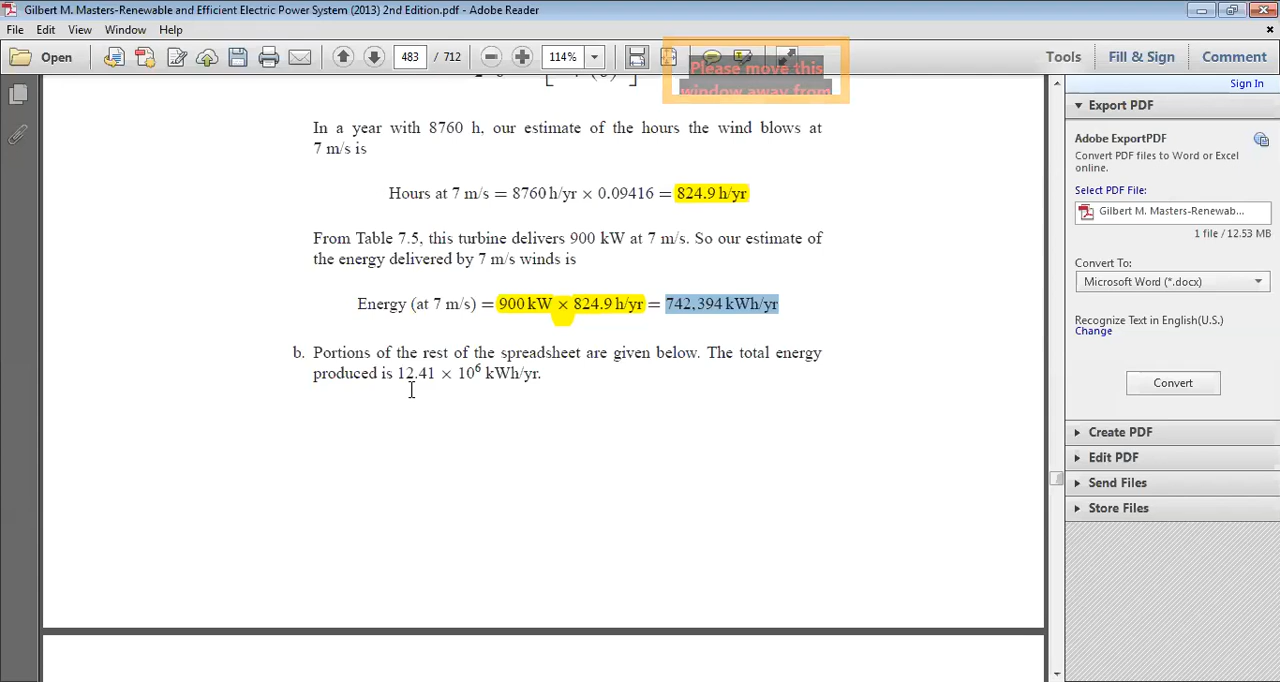 Gilbert M. Masters-Renewable and Efficient Electric Power System (2013) 2nd Edition.pdf - Adobe Reader
File Edit View Window Help
Open 483 / 712 114% Tools Fill & Sign Comment
Please move this
window away from
Sign In
Export PDF
Adobe ExportPDF
Convert PDF files to Word or Excel
online.
Select PDF File:
Gilbert M. Masters-Renewab...
1 file / 12.53 MB
Convert To:
Microsoft Word (*.docx)
Recognize Text in English(U.S.)
Change
Convert
Create PDF
Edit PDF
Send Files
Store Files
In a year with 8760 h, our estimate of the hours the wind blows at
7 m/s is
Hours at 7 m/s = 8760 h/yr × 0.09416 = 824.9 h/yr
From Table 7.5, this turbine delivers 900 kW at 7 m/s. So our estimate of
the energy delivered by 7 m/s winds is
Energy (at 7 m/s) = 900 kW × 824.9 h/yr = 742,394 kWh/yr
b. Portions of the rest of the spreadsheet are given below. The total energy
produced is 12.41 × 10⁶ kWh/yr.